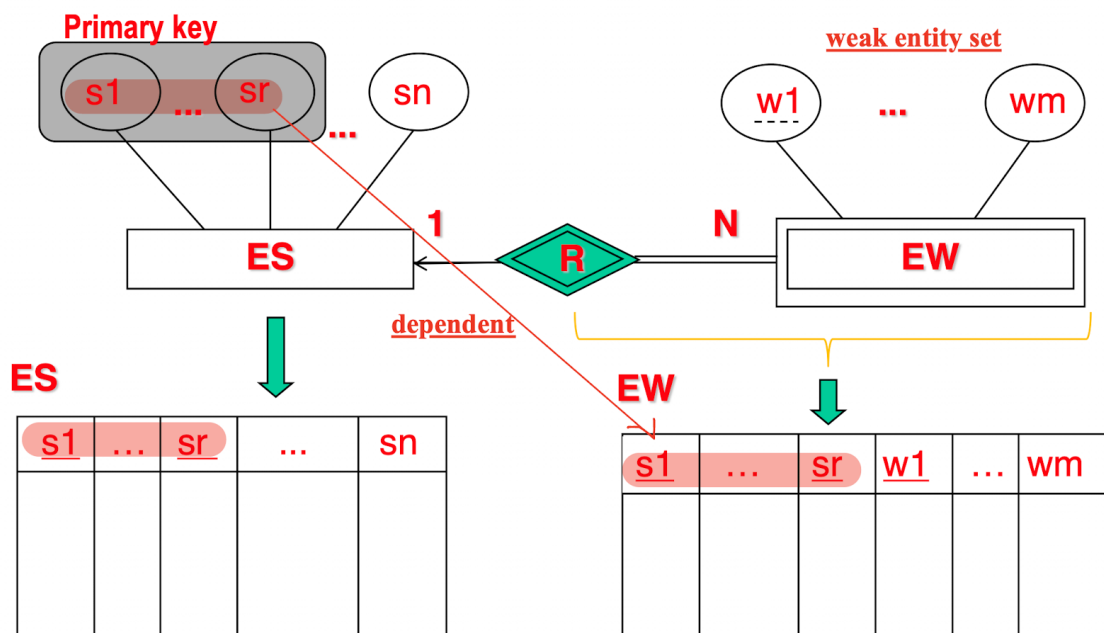 Primary key
weak entity set
s1 ... sr ... sn
w1 ... wm
1 N
ES R EW
dependent
ES
EW
s1 ... sr ... sn
s1 ... sr w1 ... wm